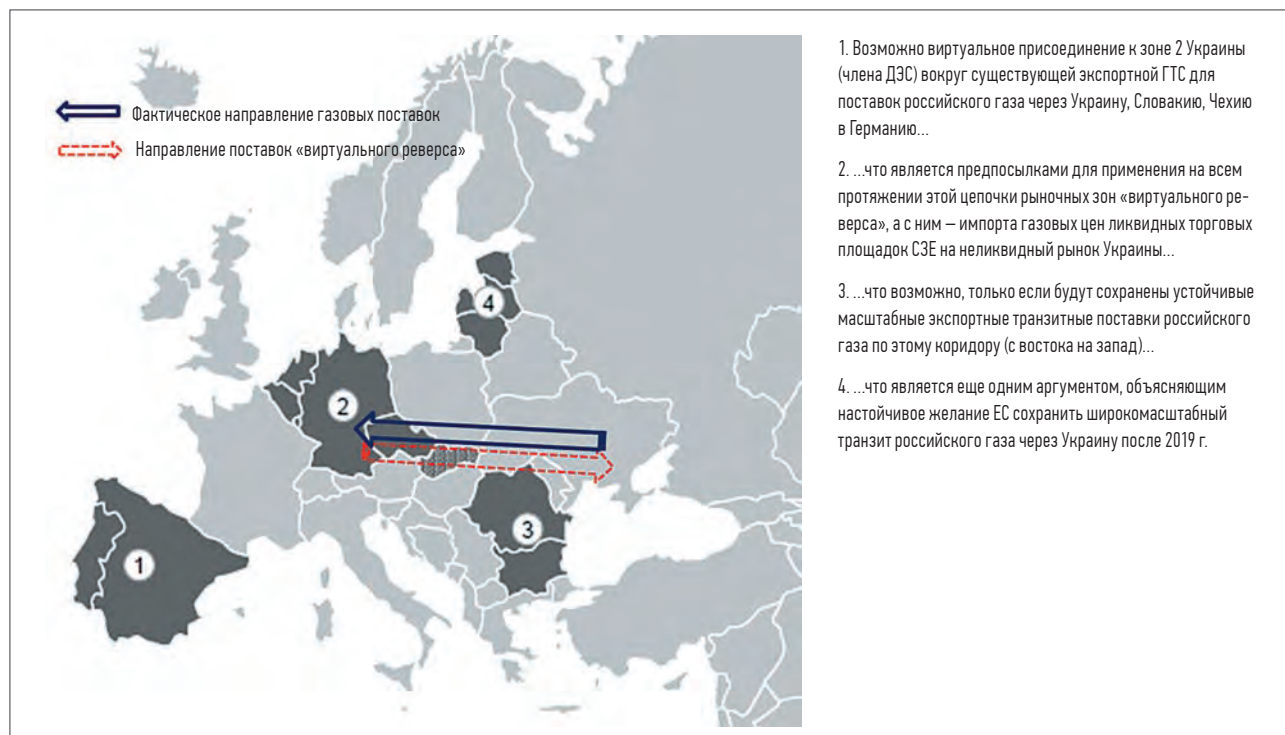 Фактическое направление газовых поставок
Направление поставок «виртуального реверса»
1
2
3
4
1. Возможно виртуальное присоединение к зоне 2 Украины
(члена ДЭС) вокруг существующей экспортной ГТС для
поставок российского газа через Украину, Словакию, Чехию
в Германию...
2. ...что является предпосылками для применения на всем
протяжении этой цепочки рыночных зон «виртуального ре-
верса», а с ним – импорта газовых цен ликвидных торговых
площадок СЗЕ на неликвидный рынок Украины...
3. ...что возможно, только если будут сохранены устойчивые
масштабные экспортные транзитные поставки российского
газа по этому коридору (с востока на запад)...
4. ...что является еще одним аргументом, объясняющим
настойчивое желание ЕС сохранить широкомасштабный
транзит российского газа через Украину после 2019 г.